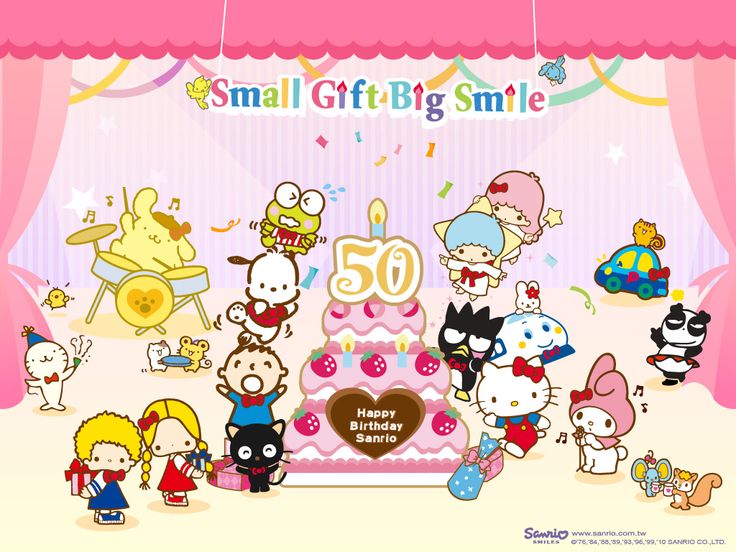 Small Gift Big Smile
50
Happy
Birthday
Sanrio
Sanrio
SMILES
www.sanrio.com.tw
©'76,'84,'88,'89,'93,'96,'99,'10 SANRIO CO.,LTD.